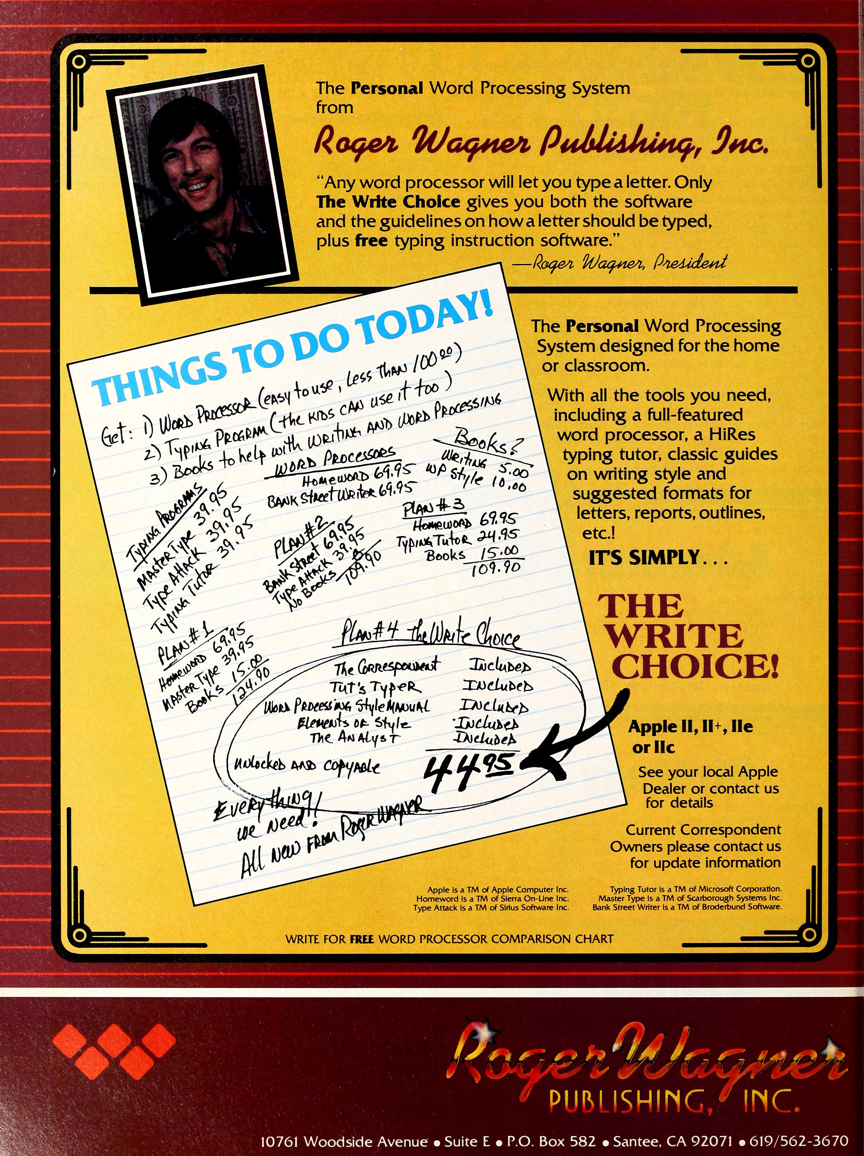 The Personal Word Processing System
from
Roger Wagner Publishing, Inc.
“Any word processor will let you type a letter. Only
The Write Choice gives you both the software
and the guidelines on how a letter should be typed,
plus free typing instruction software.”
—Roger Wagner, President
THINGS TO DO TODAY!
Get: 1) WORD PROCESSOR (easy to use, less than 100⁰⁰)
2) TYPING PROGRAM (the kids can use it too)
3) Books to help with WRITING AND WORD PROCESSING
TYPING PROGRAMS
MASTER TYPE 39.95
Type ATTACK 39.95
TYPING TUTOR 39.95
WORD PROCESSORS
Homeword 69.95
BANK Street Writer 69.95
Books?
WRITING 5.00
WP Style 10.00
PLAN #1
Homeword 69.95
MASTER Type 39.95
Books 15.00
124.90
PLAN #2
BANK Street 69.95
Type Attack 39.95
No Books 0
109.90
PLAN #3
Homeword 69.95
TYPING TUTOR 24.95
Books 15.00
109.90
PLAN #4 The Write Choice
The Correspondent Included
Tut's Typer Included
Word Processing Style MANUAL Included
Elements of Style Included
The Analyst Included
UNlocked AND copyable 44⁹⁵
Everything
we need!
All New From Roger WAGNER
The Personal Word Processing
System designed for the home
or classroom.
With all the tools you need,
including a full-featured
word processor, a HiRes
typing tutor, classic guides
on writing style and
suggested formats for
letters, reports, outlines,
etc.!
IT'S SIMPLY...
THE
WRITE
CHOICE!
Apple II, II+, IIe
or IIc
See your local Apple
Dealer or contact us
for details
Current Correspondent
Owners please contact us
for update information
Apple is a TM of Apple Computer Inc.
Homeword is a TM of Sierra On-Line Inc.
Type Attack is a TM of Sirius Software Inc.
Typing Tutor is a TM of Microsoft Corporation.
Master Type is a TM of Scarborough Systems Inc.
Bank Street Writer is a TM of Broderbund Software.
WRITE FOR FREE WORD PROCESSOR COMPARISON CHART
Roger Wagner
PUBLISHING, INC.
10761 Woodside Avenue • Suite E • P.O. Box 582 • Santee, CA 92071 • 619/562-3670